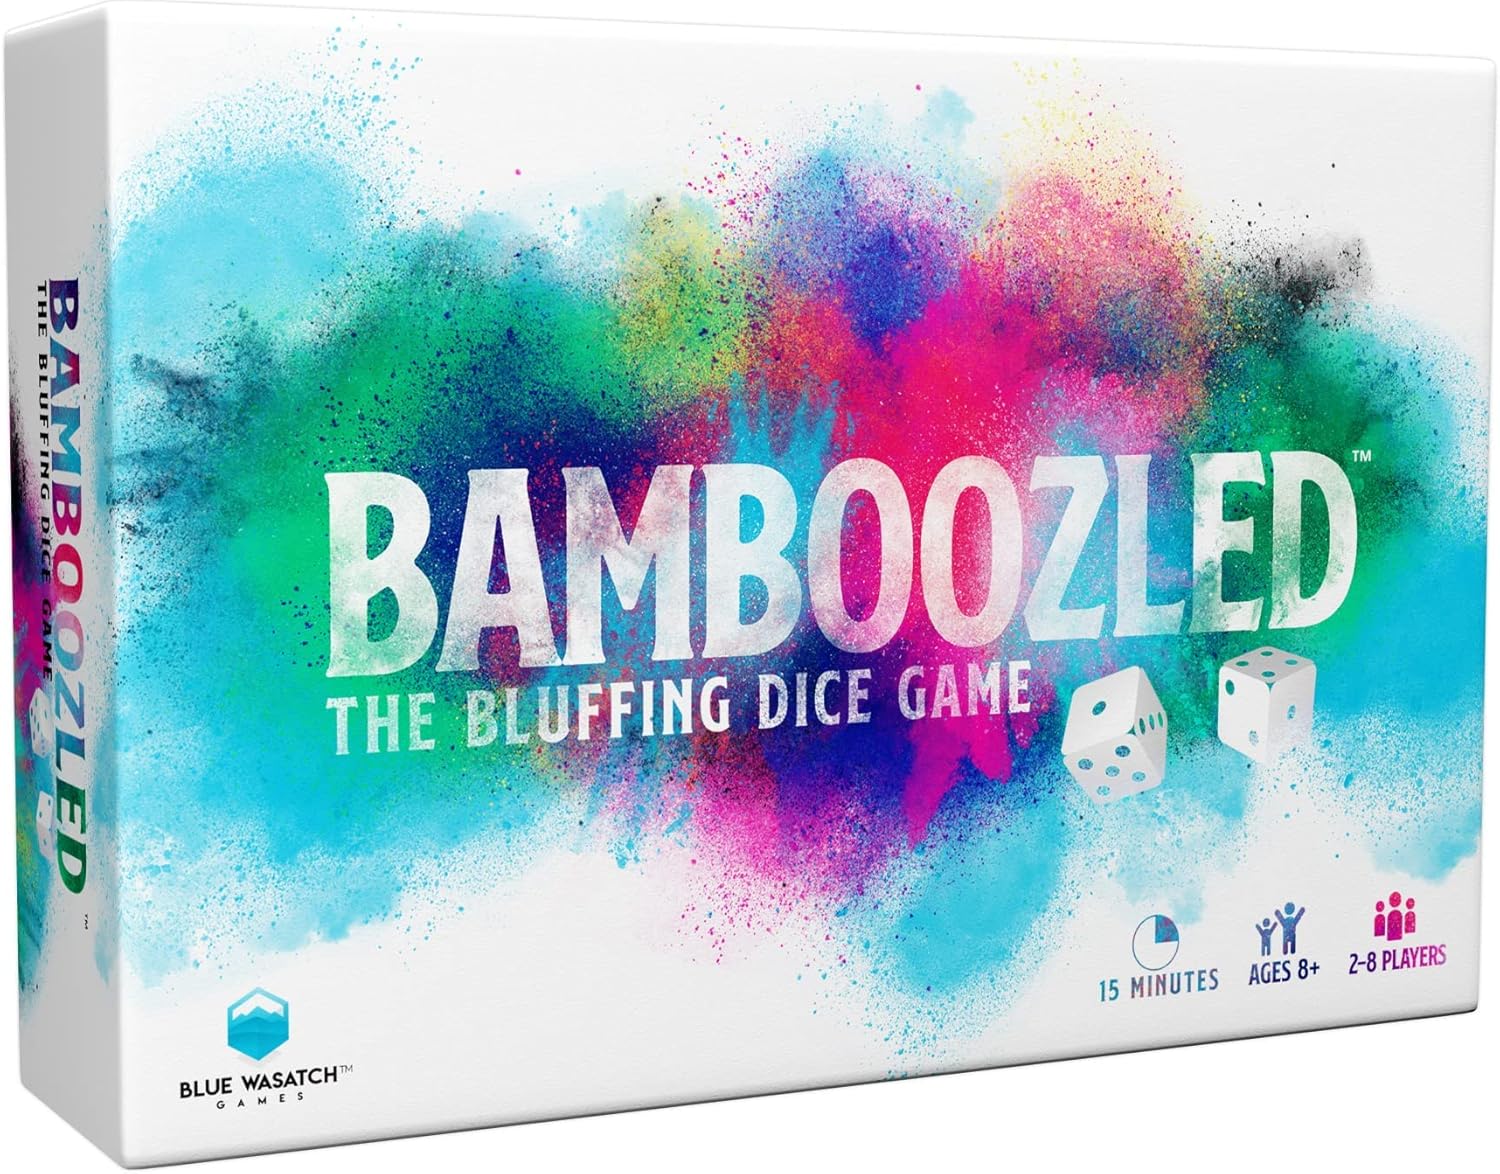 BAMBOOZLED
THE BLUFFING DICE GAME
™
BAMBOOZLED™
THE BLUFFING DICE GAME
15 MINUTES
AGES 8+
2-8 PLAYERS
BLUE WASATCH™
GAMES